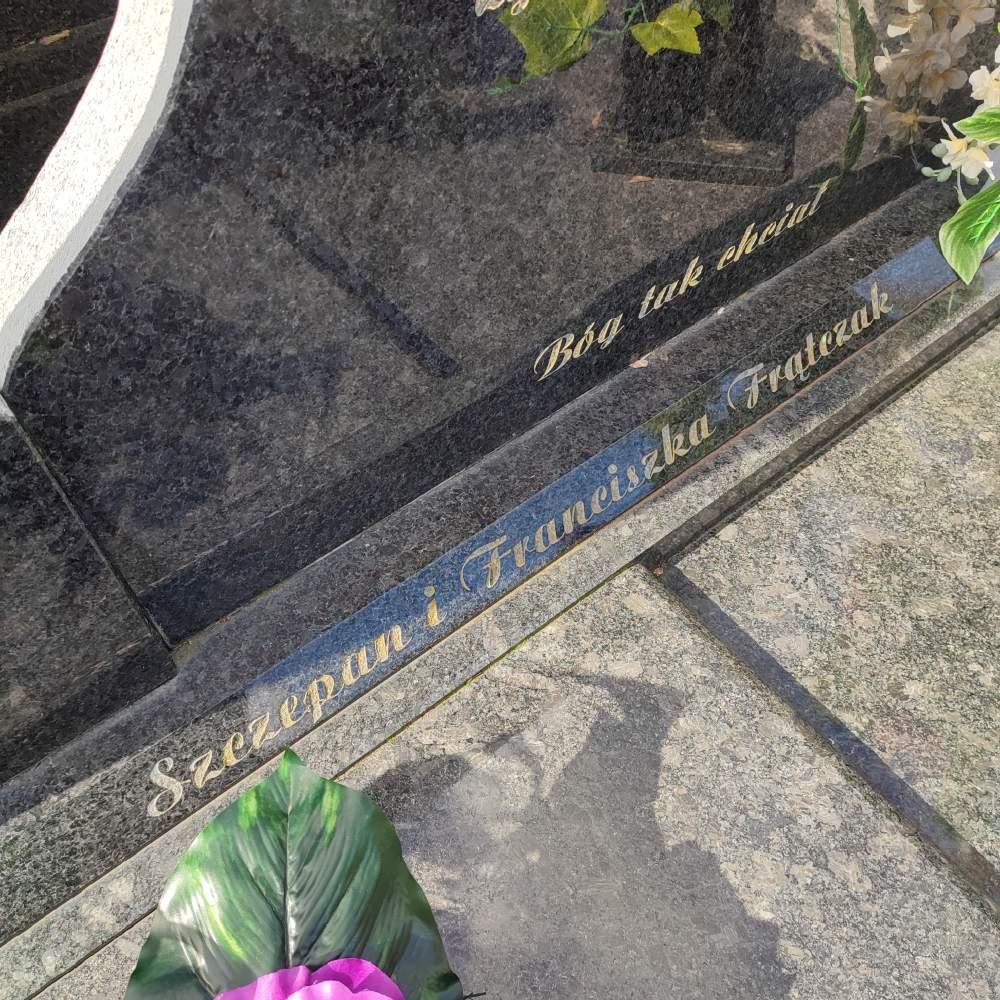 Bóg tak chciał
Szczepan i Franciszka Frątczak